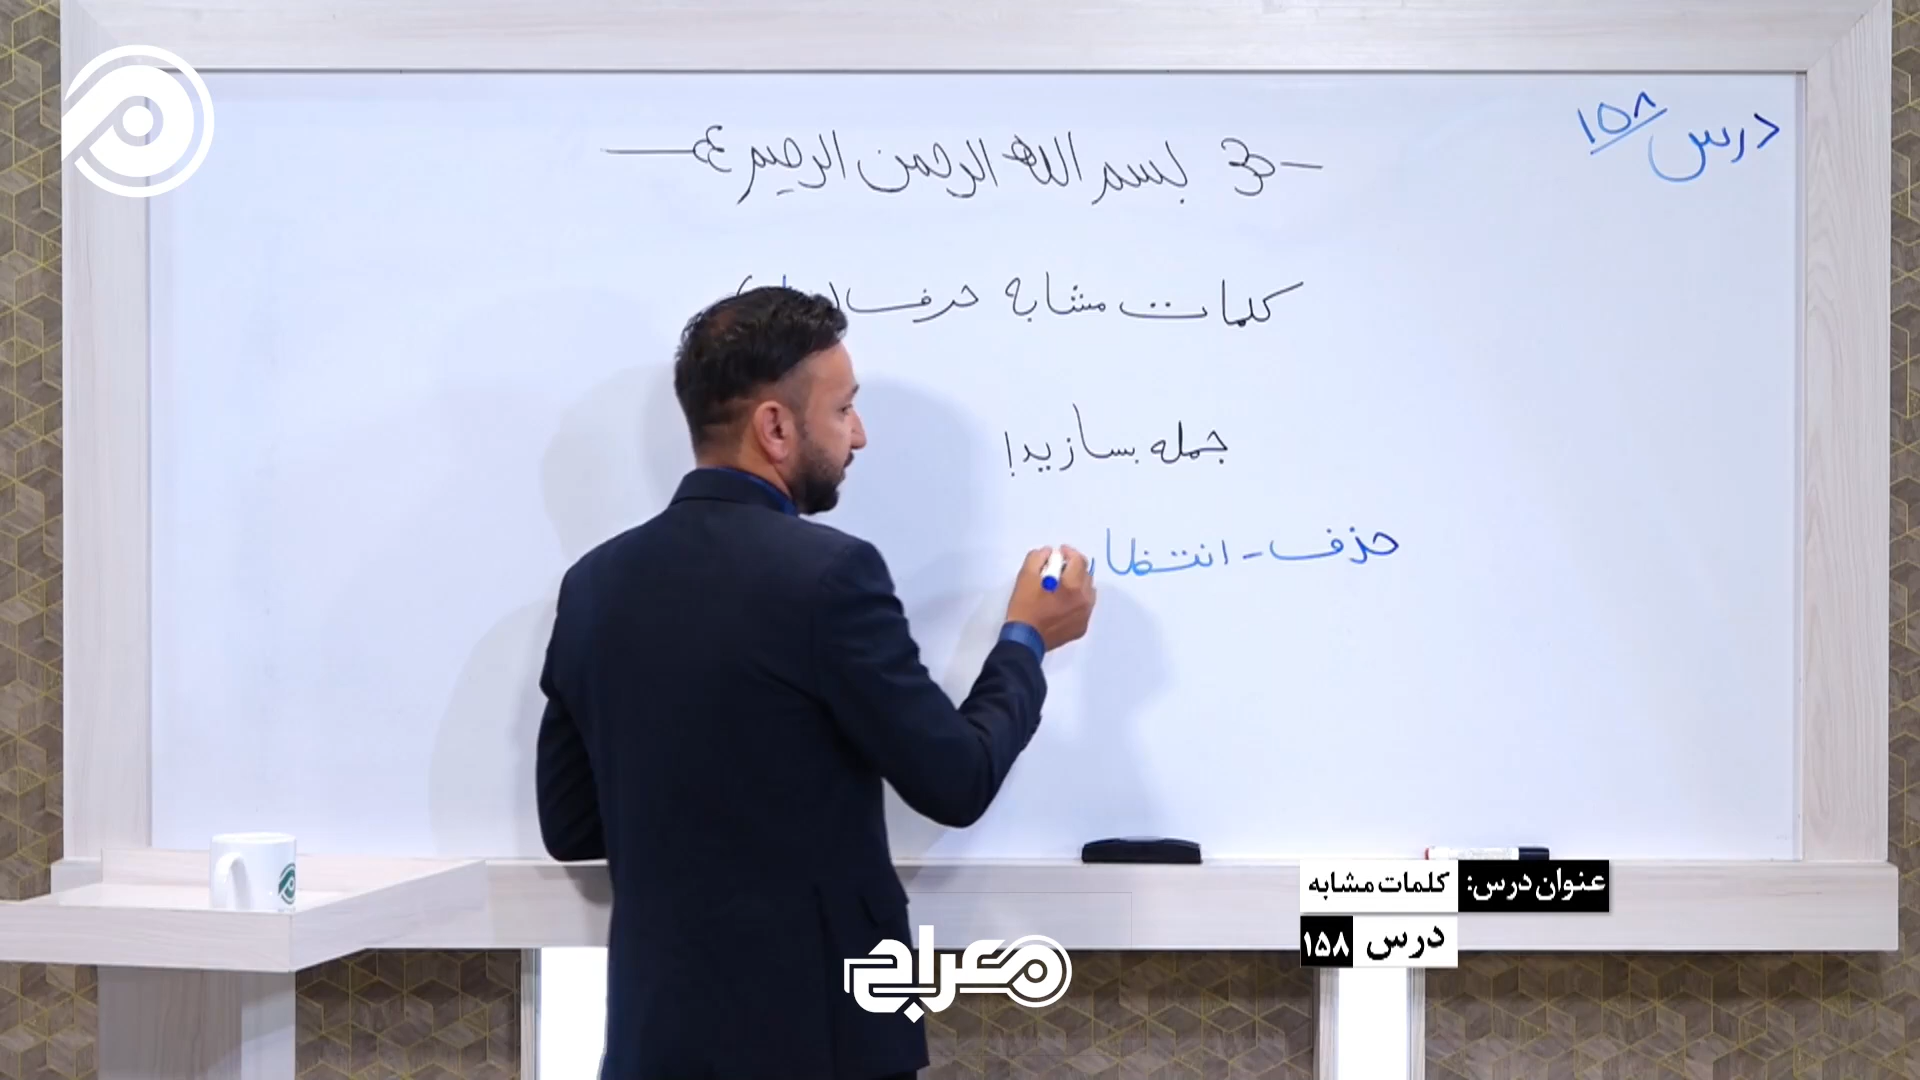 درس ۱۵۸
بسم الله الرحمن الرحیم
کلمات مشابه حرف (
جمله بسازید!
حذف - انتظار
عنوان درس: کلمات مشابه
درس ۱۵۸
معراج